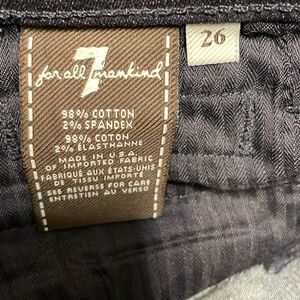 7
for all mankind
26
98% COTTON
2% SPANDEX
98% COTON
2% ÉLASTHANNE
MADE IN U.S.A.
OF IMPORTED FABRIC
FABRIQUÉ AUX ÉTATS-UNIS
DE TISSU IMPORTÉ
SEE REVERSE FOR CARE
ENTRETIEN AU VERSO